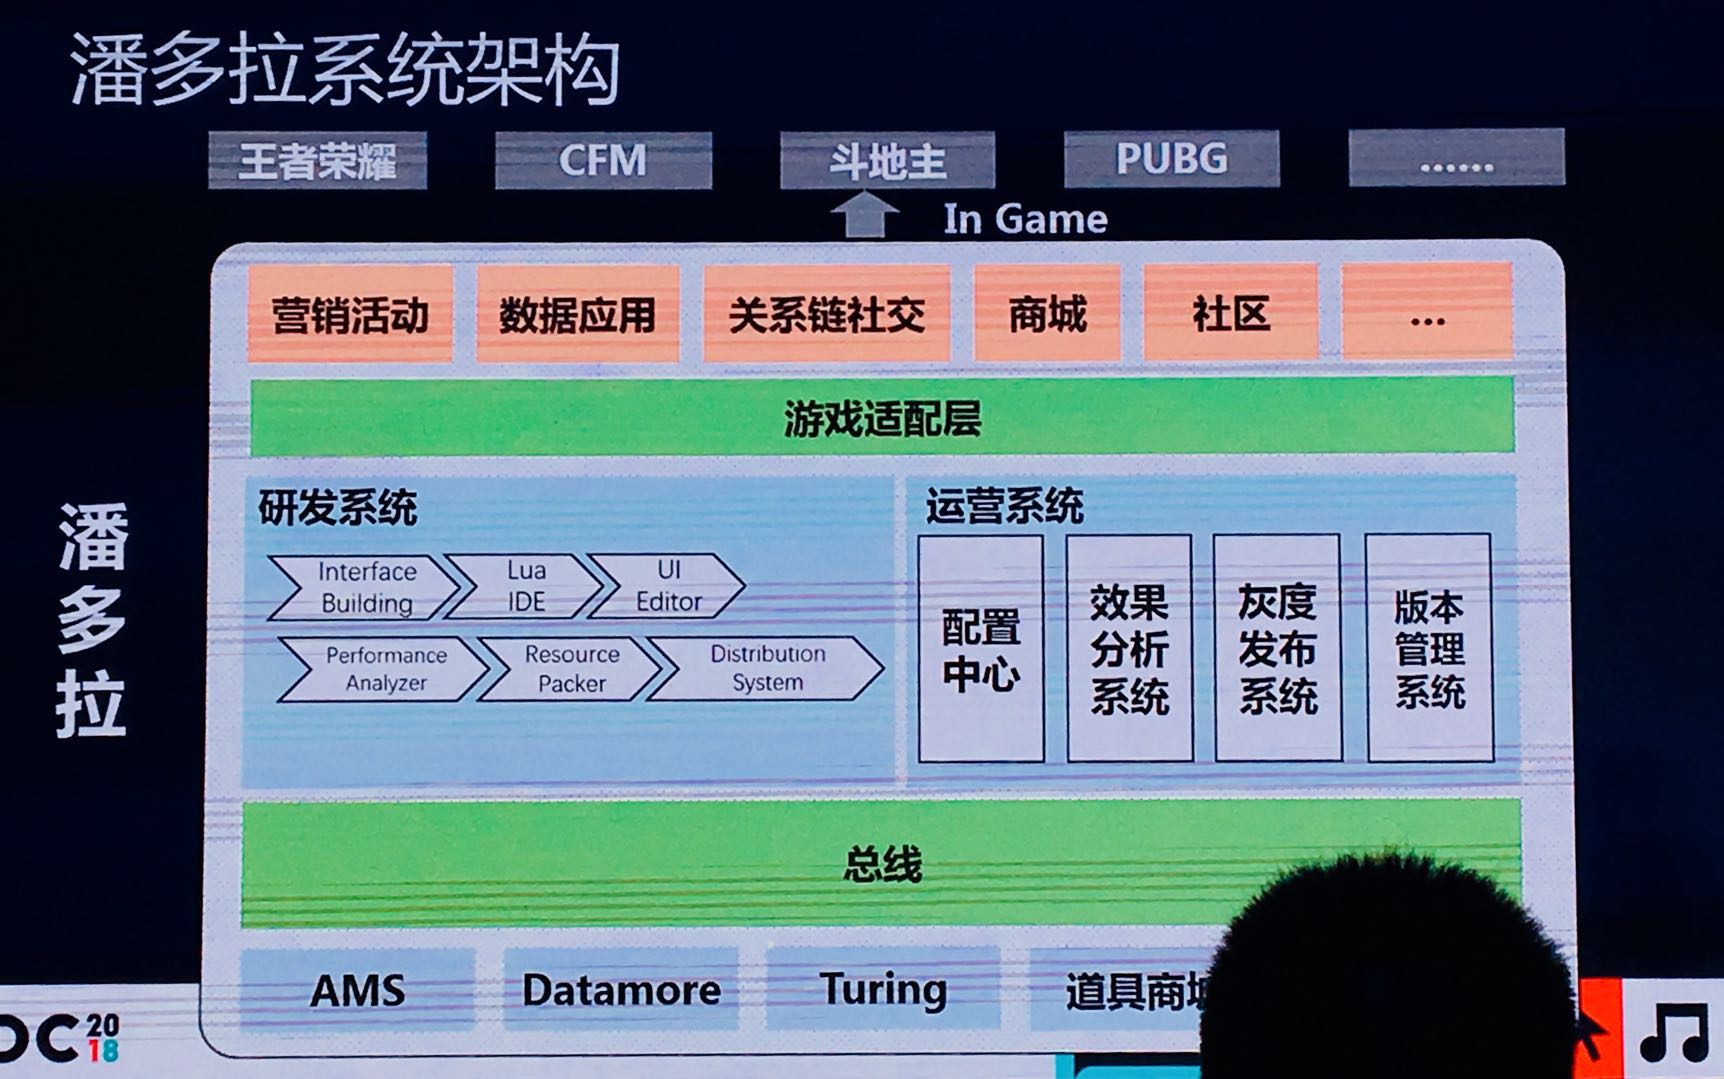 潘多拉系统架构
王者荣耀
CFM
斗地主
PUBG
......
In Game
营销活动
数据应用
关系链社交
商城
社区
...
游戏适配层
潘多拉
研发系统
Interface
Building
Lua
IDE
UI
Editor
Performance
Analyzer
Resource
Packer
Distribution
System
运营系统
配置
中心
效果
分析
系统
灰度
发布
系统
版本
管理
系统
总线
AMS
Datamore
Turing
道具商城
DC
20
18